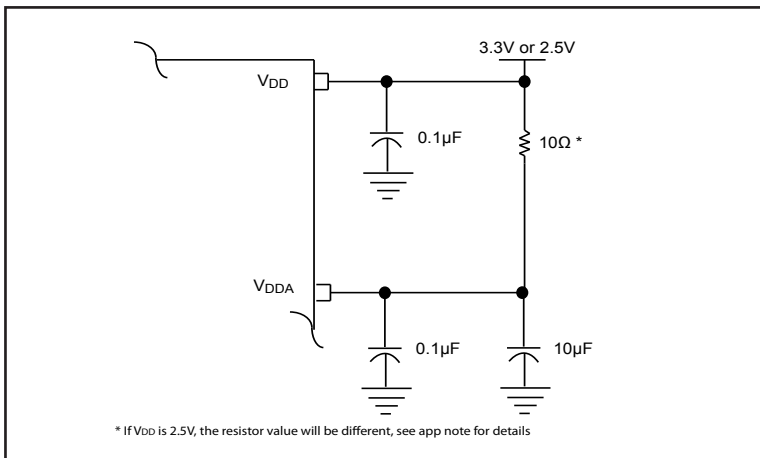 3.3V or 2.5V
VDD
0.1µF
10Ω *
VDDA
0.1µF
10µF
* If VDD is 2.5V, the resistor value will be different, see app note for details